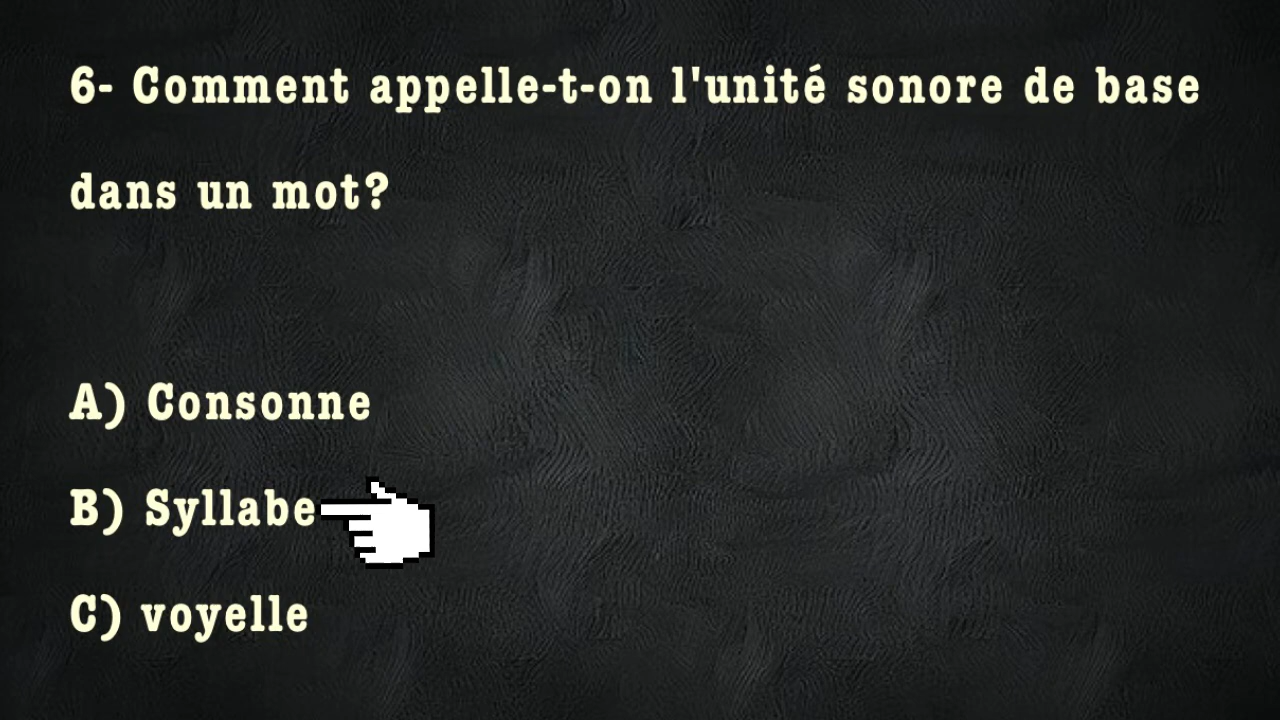 6- Comment appelle-t-on l'unité sonore de base
dans un mot?
A) Consonne
B) Syllabe
C) voyelle